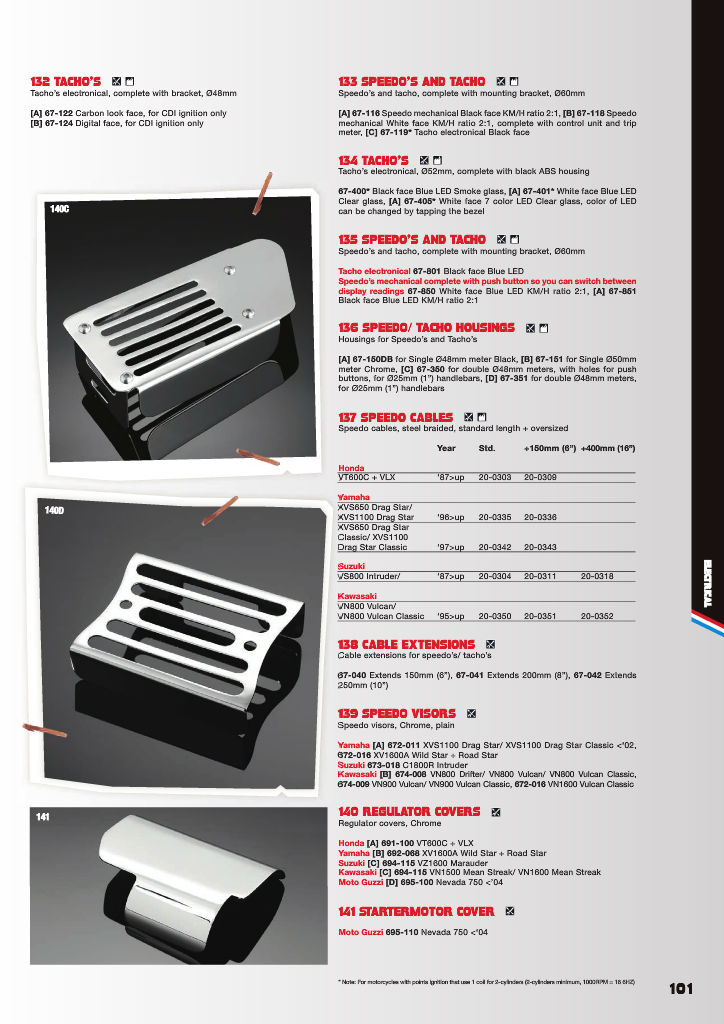 132 TACHO'S
Tacho's electronical, complete with bracket, Ø48mm
[A] 67-122 Carbon look face, for CDI ignition only
[B] 67-124 Digital face, for CDI ignition only
140C
140D
141
133 SPEEDO'S AND TACHO
Speedo's and tacho, complete with mounting bracket, Ø60mm
[A] 67-116 Speedo mechanical Black face KM/H ratio 2:1, [B] 67-118 Speedo
mechanical White face KM/H ratio 2:1, complete with control unit and trip
meter, [C] 67-119* Tacho electronical Black face
134 TACHO'S
Tacho's electronical, Ø52mm, complete with black ABS housing
67-400* Black face Blue LED Smoke glass, [A] 67-401* White face Blue LED
Clear glass, [A] 67-405* White face 7 color LED Clear glass, color of LED
can be changed by tapping the bezel
135 SPEEDO'S AND TACHO
Speedo's and tacho, complete with mounting bracket, Ø60mm
Tacho electronical 67-801 Black face Blue LED
Speedo's mechanical complete with push button so you can switch between
display readings 67-850 White face Blue LED KM/H ratio 2:1, [A] 67-851
Black face Blue LED KM/H ratio 2:1
136 SPEEDO/ TACHO HOUSINGS
Housings for Speedo's and Tacho's
[A] 67-150DB for Single Ø48mm meter Black, [B] 67-151 for Single Ø50mm
meter Chrome, [C] 67-350 for double Ø48mm meters, with holes for push
buttons, for Ø25mm (1") handlebars, [D] 67-351 for double Ø48mm meters,
for Ø25mm (1") handlebars
137 SPEEDO CABLES
Speedo cables, steel braided, standard length + oversized
Year Std. +150mm (6") +400mm (16")
Honda
VT600C + VLX '87>up 20-0303 20-0309
Yamaha
XVS650 Drag Star/
XVS1100 Drag Star '96>up 20-0335 20-0336
XVS650 Drag Star
Classic/ XVS1100
Drag Star Classic '97>up 20-0342 20-0343
Suzuki
VS800 Intruder/ '87>up 20-0304 20-0311 20-0318
Kawasaki
VN800 Vulcan/
VN800 Vulcan Classic '95>up 20-0350 20-0351 20-0352
138 CABLE EXTENSIONS
Cable extensions for speedo's/ tacho's
67-040 Extends 150mm (6"), 67-041 Extends 200mm (8"), 67-042 Extends
250mm (10")
139 SPEEDO VISORS
Speedo visors, Chrome, plain
Yamaha [A] 672-011 XVS1100 Drag Star/ XVS1100 Drag Star Classic <'02,
672-016 XV1600A Wild Star + Road Star
Suzuki 673-018 C1800R Intruder
Kawasaki [B] 674-008 VN800 Drifter/ VN800 Vulcan/ VN800 Vulcan Classic,
674-009 VN900 Vulcan/ VN900 Vulcan Classic, 672-016 VN1600 Vulcan Classic
140 REGULATOR COVERS
Regulator covers, Chrome
Honda [A] 691-100 VT600C + VLX
Yamaha [B] 692-068 XV1600A Wild Star + Road Star
Suzuki [C] 694-115 VZ1600 Marauder
Kawasaki [C] 694-115 VN1500 Mean Streak/ VN1600 Mean Streak
Moto Guzzi [D] 695-100 Nevada 750 <'04
141 STARTERMOTOR COVER
Moto Guzzi 695-110 Nevada 750 <'04
* Note: For motorcycles with points ignition that use 1 coil for 2-cylinders (2-cylinders minimum, 1000RPM = 16 6HZ)
ELECTRICAL
101